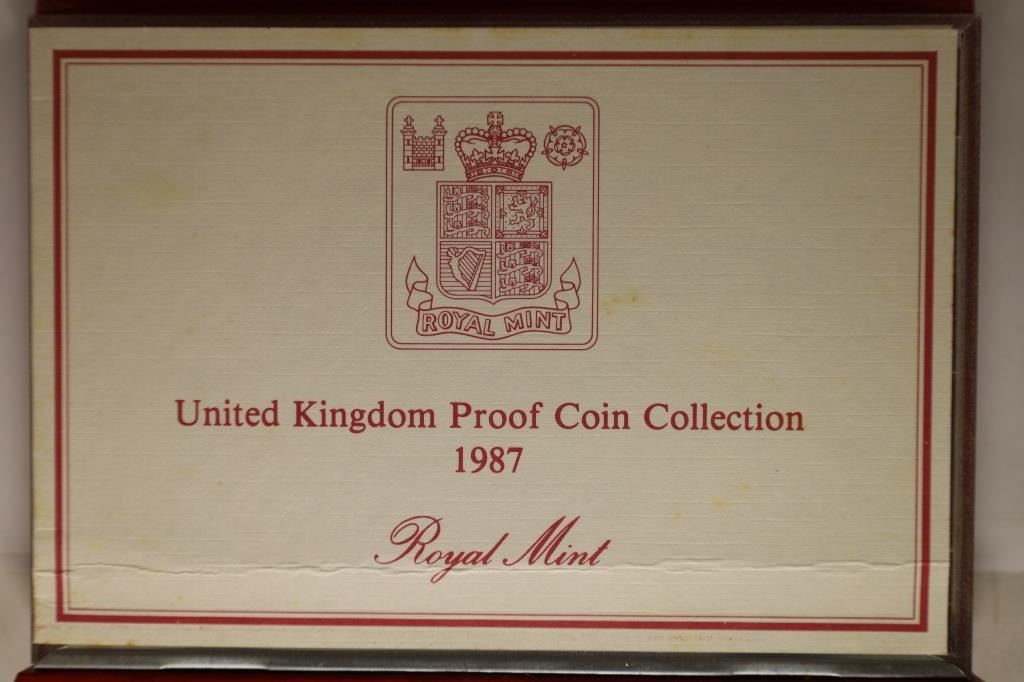 ROYAL MINT
United Kingdom Proof Coin Collection
1987
Royal Mint